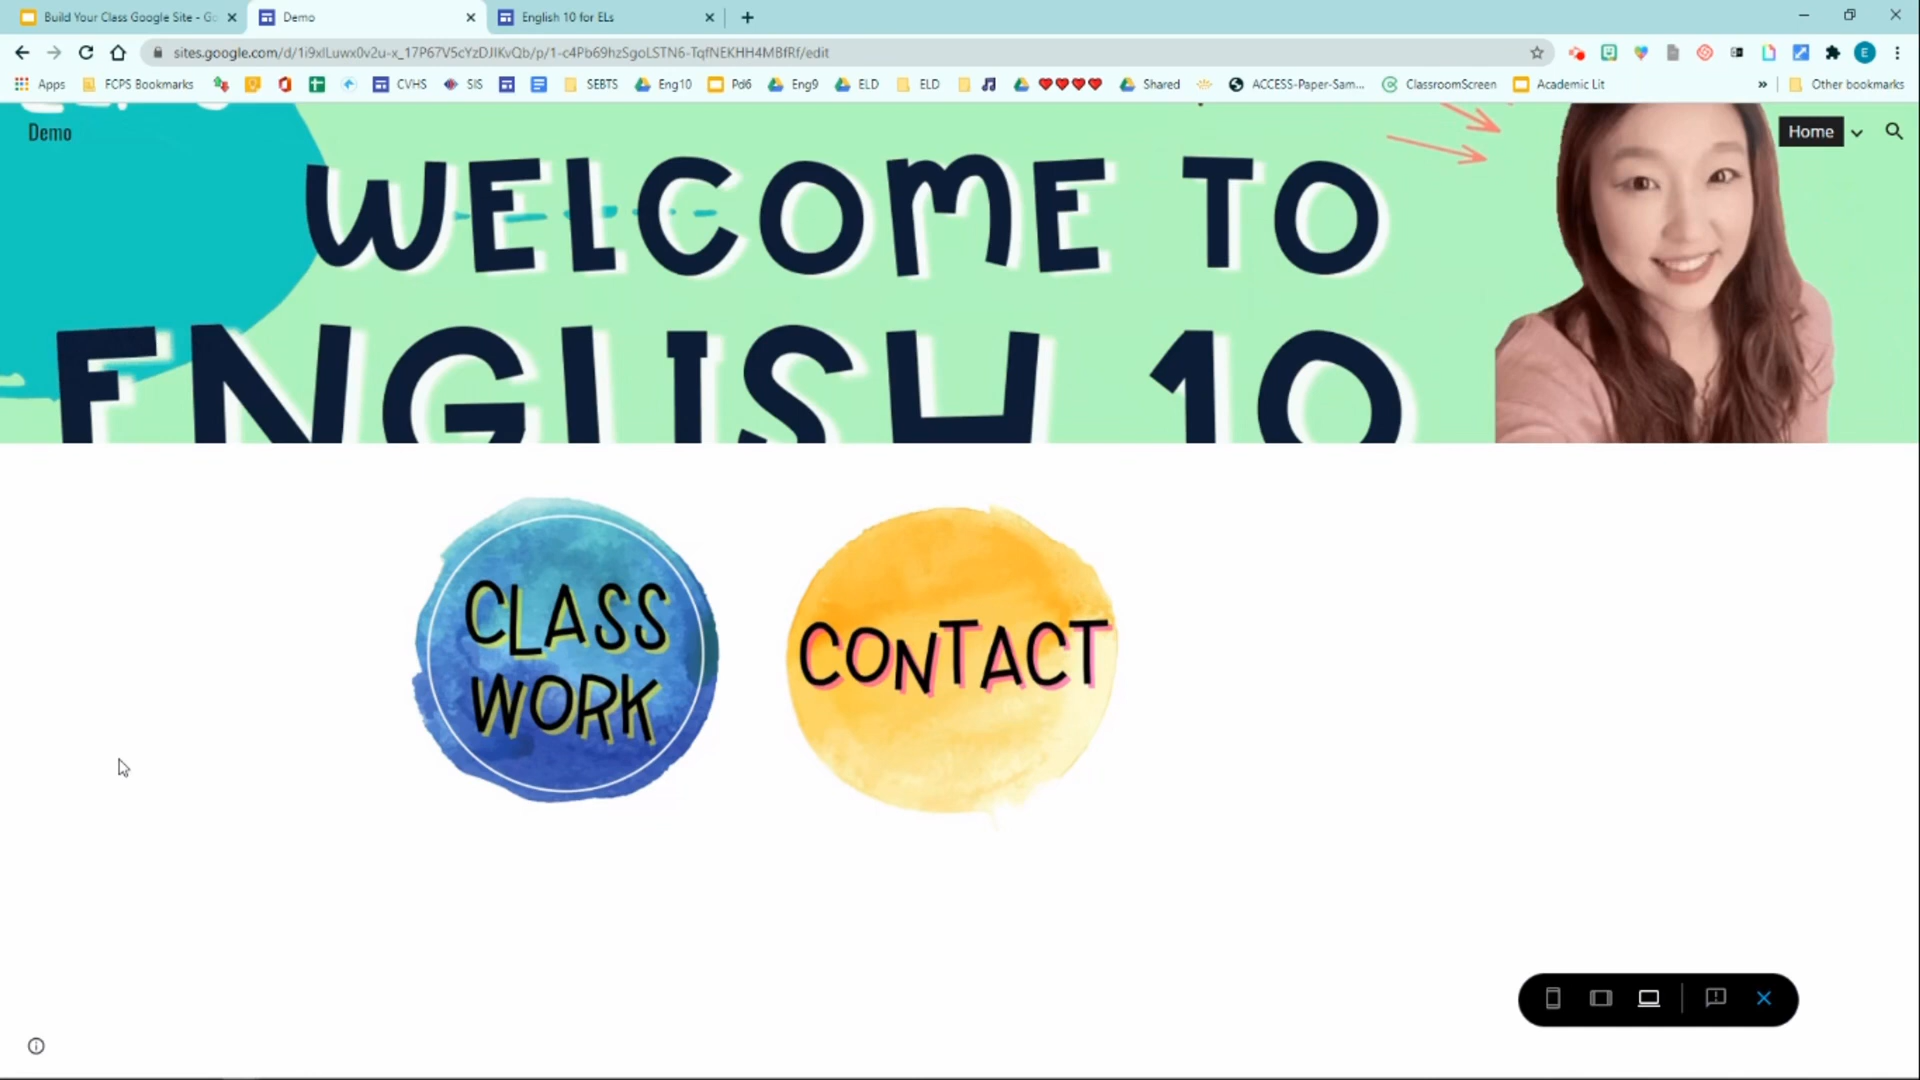 Build Your Class Google Site - Go
Demo
English 10 for ELs
sites.google.com/d/1i9xlLuwx0v2u-x_17P67V5cYzDJIKvQb/p/1-c4Pb69hzSgoLSTN6-TqfNEKHH4MBfRf/edit
E
Apps
FCPS Bookmarks
CVHS
SIS
SEBTS
Eng10
Pd6
Eng9
ELD
ELD
Shared
ACCESS-Paper-Sam...
ClassroomScreen
Academic Lit
»
Other bookmarks
Demo
Home
WELCOME TO
ENGLISH 10
CLASS
WORK
CONTACT